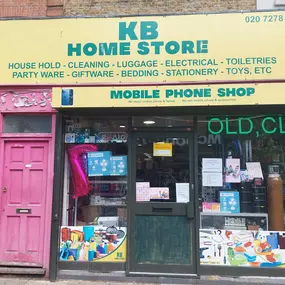 020 7278
KB
HOME STORE
HOUSE HOLD - CLEANING - LUGGAGE - ELECTRICAL - TOILETRIES
PARTY WARE - GIFTWARE - BEDDING - STATIONERY - TOYS, ETC
MOBILE PHONE SHOP
OLD, CL